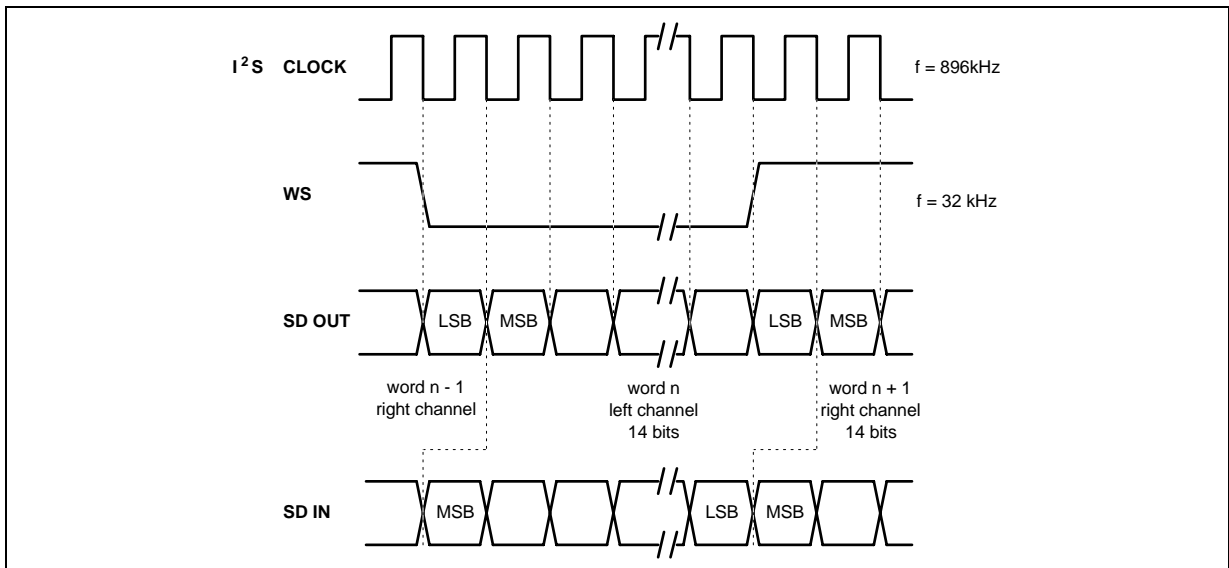 I²S CLOCK
f = 896kHz
WS
f = 32 kHz
SD OUT
LSB MSB LSB MSB
word n - 1
right channel
word n
left channel
14 bits
word n + 1
right channel
14 bits
SD IN
MSB LSB MSB